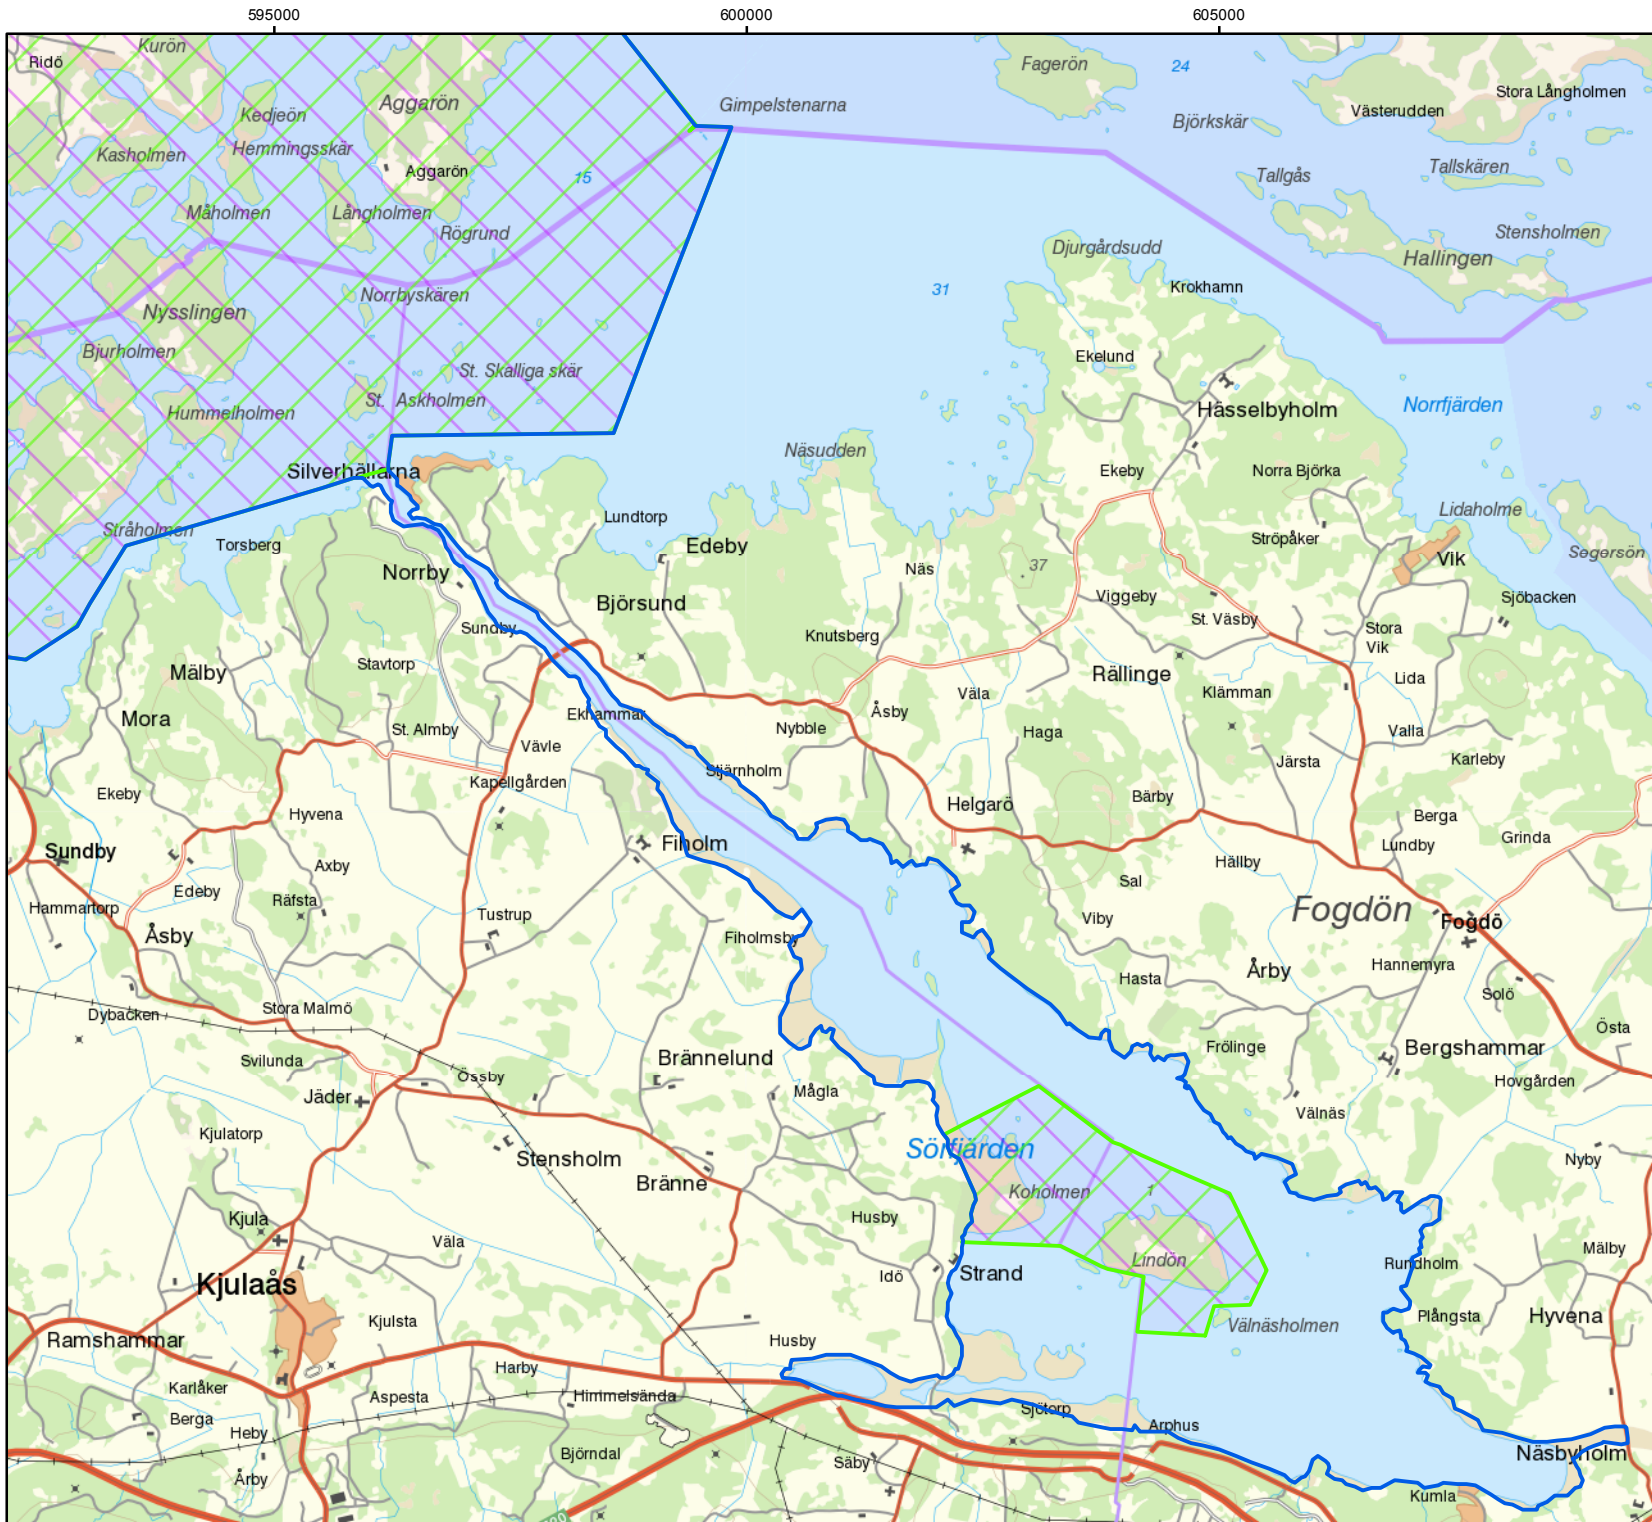 595000 600000 605000
Kurön
Ridö
Fagerön
24
Stora Långholmen
Aggarön
Gimpelstenarna
Västerudden
Kedjeön
Björkskär
Kasholmen
Hemmingsskär
Aggarön
15
Tallgås
Tallskären
Måholmen
Långholmen
Rögrund
Stensholmen
Djurgårdsudd
Hallingen
Norrbyskären
31
Krokhamn
Nysslingen
Bjurholmen
Ekelund
St. Skalliga skär
Hummelholmen
St. Askholmen
Hässelbyholm
Norrfjärden
Näsudden
Silverhällarna
Ekeby
Norra Björka
Stråholmen
Lundtorp
Lidaholme
Torsberg
Edeby
Ströpåker
Segersön
Norrby
Näs
37
Vik
Björsund
Viggeby
Sjöbacken
Sundby
Knutsberg
St. Väsby
Stora
Vik
Stavtorp
Mälby
Väla
Rällinge
Klämman
Lida
Mora
Ekhammar
Åsby
St. Almby
Nybble
Haga
Valla
Vävle
Stjärnholm
Järsta
Karleby
Kapellgården
Ekeby
Helgarö
Bärby
Hyvena
Berga
Grinda
Sundby
Fiholm
Lundby
Axby
Hällby
Edeby
Räfsta
Sal
Hammartorp
Tustrup
Viby
Fogdön
Fogdö
Åsby
Fiholmsby
Årby
Hannemyra
Hasta
Solö
Stora Malmö
Dybacken
Östa
Svilunda
Brännelund
Frölinge
Bergshammar
Össby
Hovgården
Jäder
Mågla
Välnäs
Kjulatorp
Sörfjärden
Stensholm
Nyby
Bränne
Koholmen
1
Kjula
Husby
Väla
Mälby
Lindön
Rundholm
Kjulaås
Idö
Strand
Kjulsta
Plångsta
Hyvena
Ramshammar
Husby
Välnäsholmen
Harby
Karlåker
Aspesta
Himmelsända
Berga
Sjötorp
Arphus
Heby
Björndal
Näsbyholm
Årby
Säby
Kumla